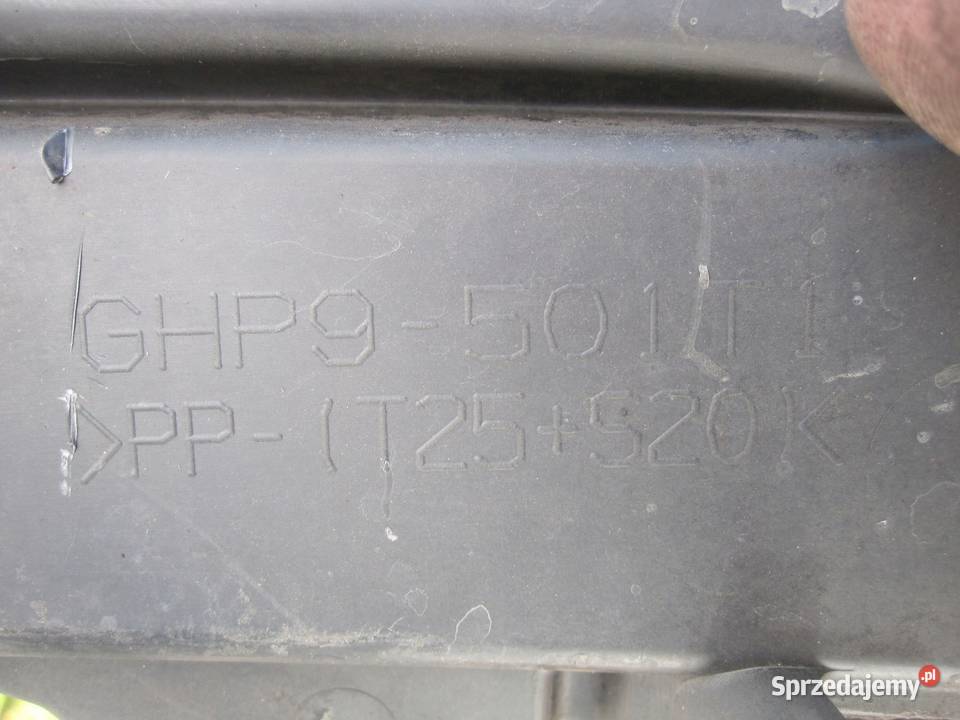 GHP9-501T1
>PP-(T25+S20)<
Sprzedajemy.pl